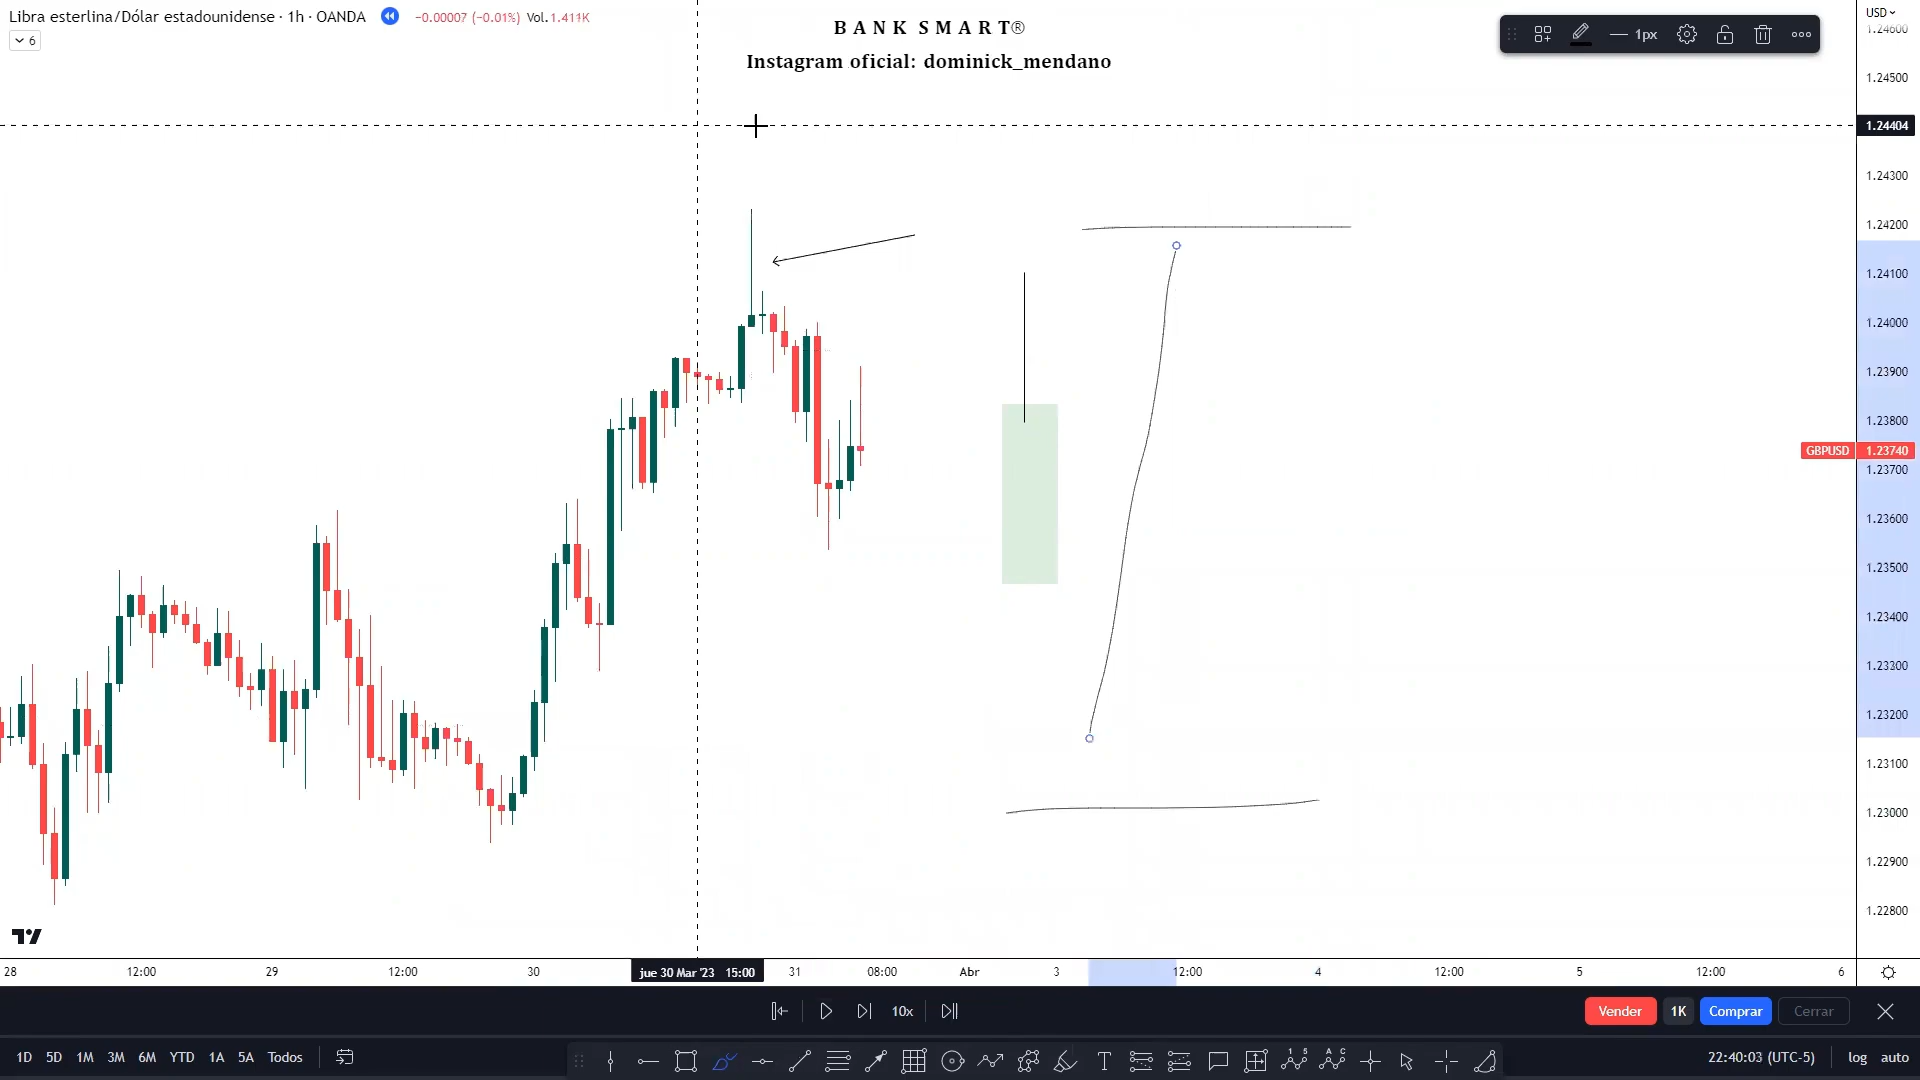 Libra esterlina/Dólar estadounidense · 1h · OANDA −0.00007 (−0.01%) Vol. 1.411K
6
BANK SMART®
Instagram oficial: dominick_mendano
1px
USD
1.24600
1.24500
1.24404
1.24300
1.24200
1.24100
1.24000
1.23900
1.23800
GBPUSD 1.23740
1.23700
1.23600
1.23500
1.23400
1.23300
1.23200
1.23100
1.23000
1.22900
1.22800
28 12:00 29 12:00 30 jue 30 Mar '23 15:00 31 08:00 Abr 3 12:00 4 12:00 5 12:00 6
10x Vender 1K Comprar Cerrar
1D 5D 1M 3M 6M YTD 1A 5A Todos 22:40:03 (UTC-5) log auto